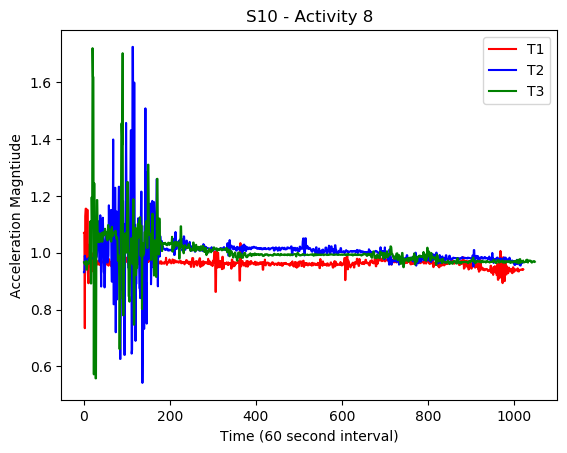 S10 - Activity 8
T1
T2
T3
1.6
1.4
1.2
1.0
0.8
0.6
Acceleration Magntiude
0 200 400 600 800 1000
Time (60 second interval)